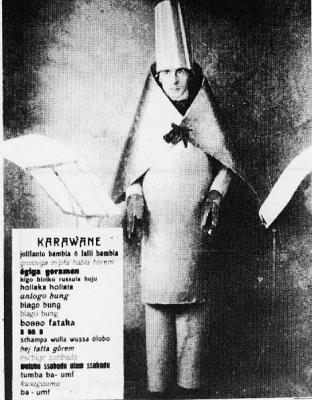 KARAWANE
jolifanto bambla ô falli bambla
grossiga m'pfa habla horem
égiga goramen
higo bloiko russula huju
hollaka hollala
anlogo bung
blago bung
blago bung
bosso fataka
ü üü ü
schampa wulla wussa ólobo
hej tatta gôrem
eschige zunbada
wulubu ssubudu uluw ssubudu
tumba ba- umf
kusagauma
ba - umf